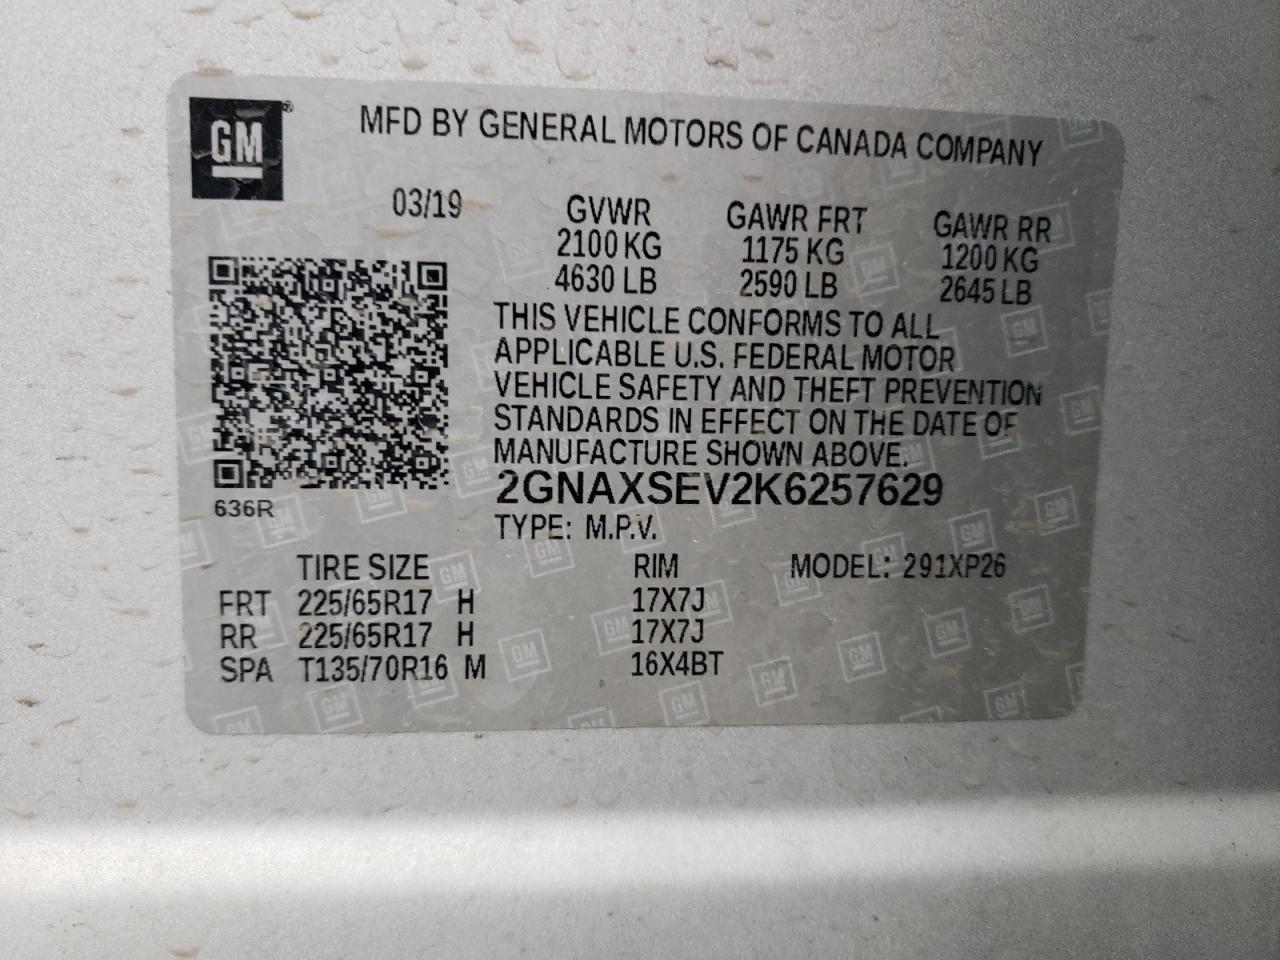 GM®
MFD BY GENERAL MOTORS OF CANADA COMPANY
03/19 GVWR GAWR FRT GAWR RR
2100 KG 1175 KG 1200 KG
4630 LB 2590 LB 2645 LB
THIS VEHICLE CONFORMS TO ALL
APPLICABLE U.S. FEDERAL MOTOR
VEHICLE SAFETY AND THEFT PREVENTION
STANDARDS IN EFFECT ON THE DATE OF
MANUFACTURE SHOWN ABOVE.
2GNAXSEV2K6257629
636R
TYPE: M.P.V.
TIRE SIZE RIM MODEL: 291XP26
FRT 225/65R17 H 17X7J
RR 225/65R17 H 17X7J
SPA T135/70R16 M 16X4BT